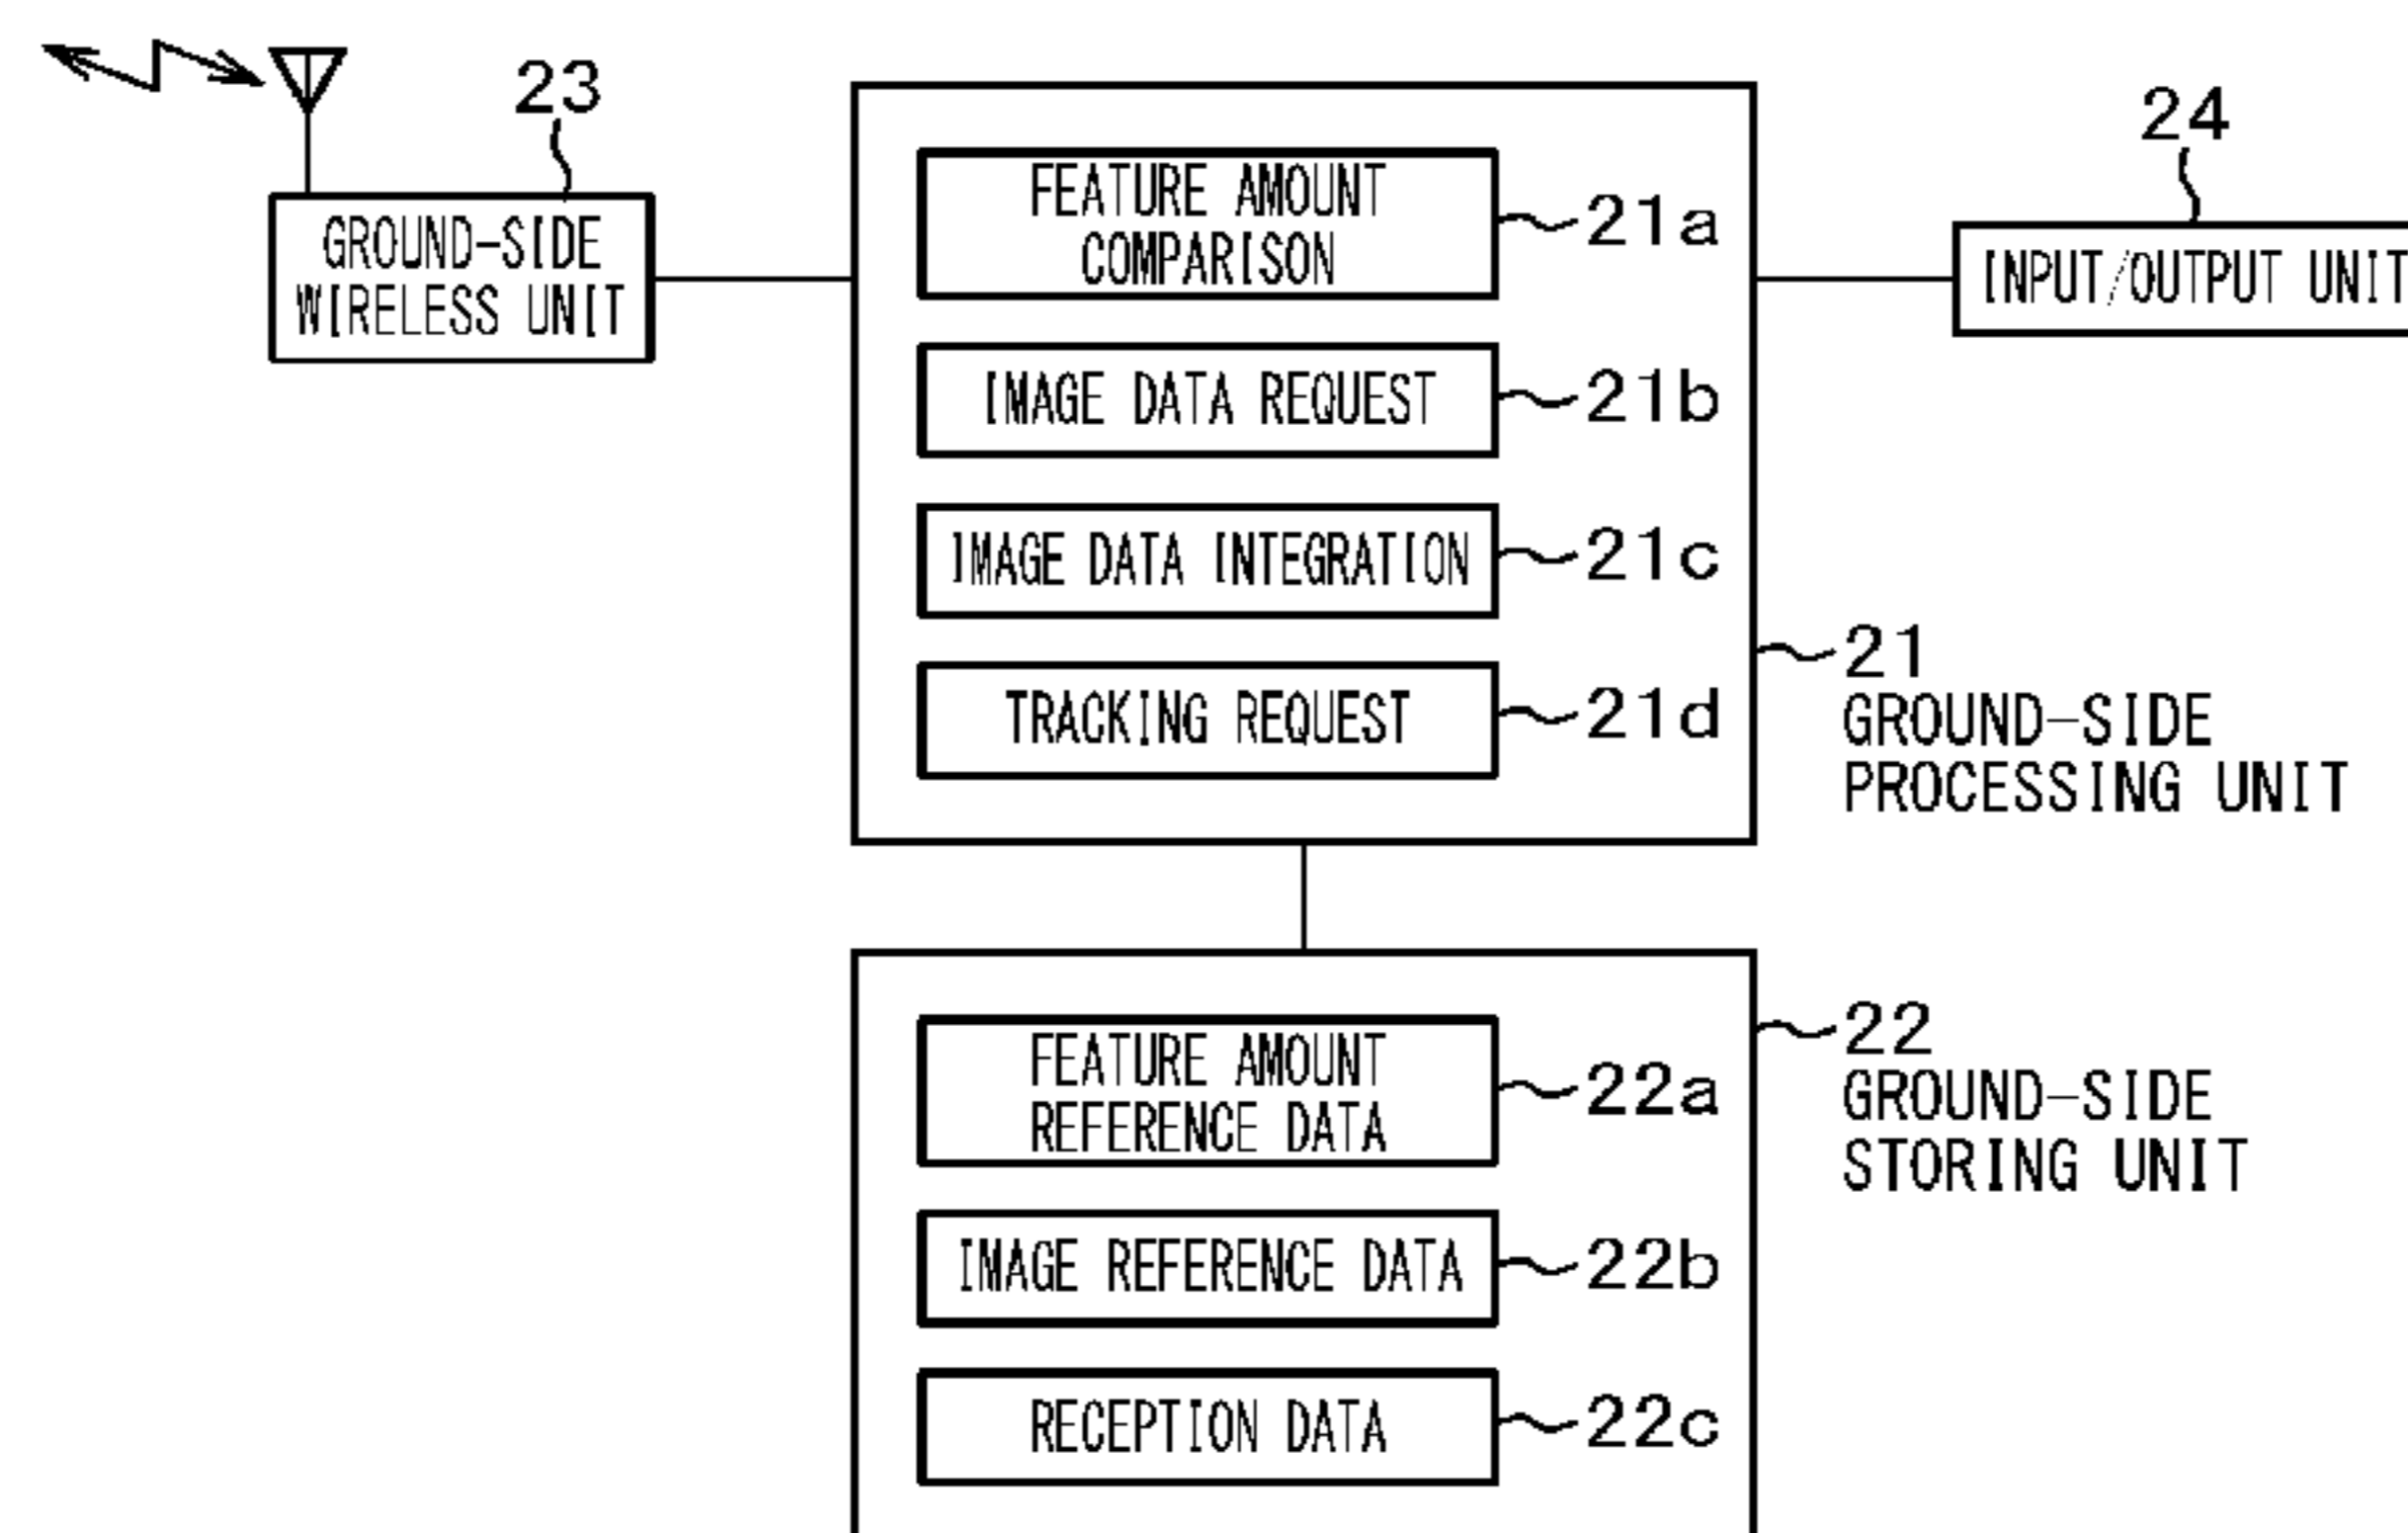 23
GROUND-SIDE
WIRELESS UNIT
FEATURE AMOUNT
COMPARISON
21a
IMAGE DATA REQUEST
21b
IMAGE DATA INTEGRATION
21c
TRACKING REQUEST
21d
24
INPUT/OUTPUT UNIT
21
GROUND-SIDE
PROCESSING UNIT
FEATURE AMOUNT
REFERENCE DATA
22a
IMAGE REFERENCE DATA
22b
RECEPTION DATA
22c
22
GROUND-SIDE
STORING UNIT